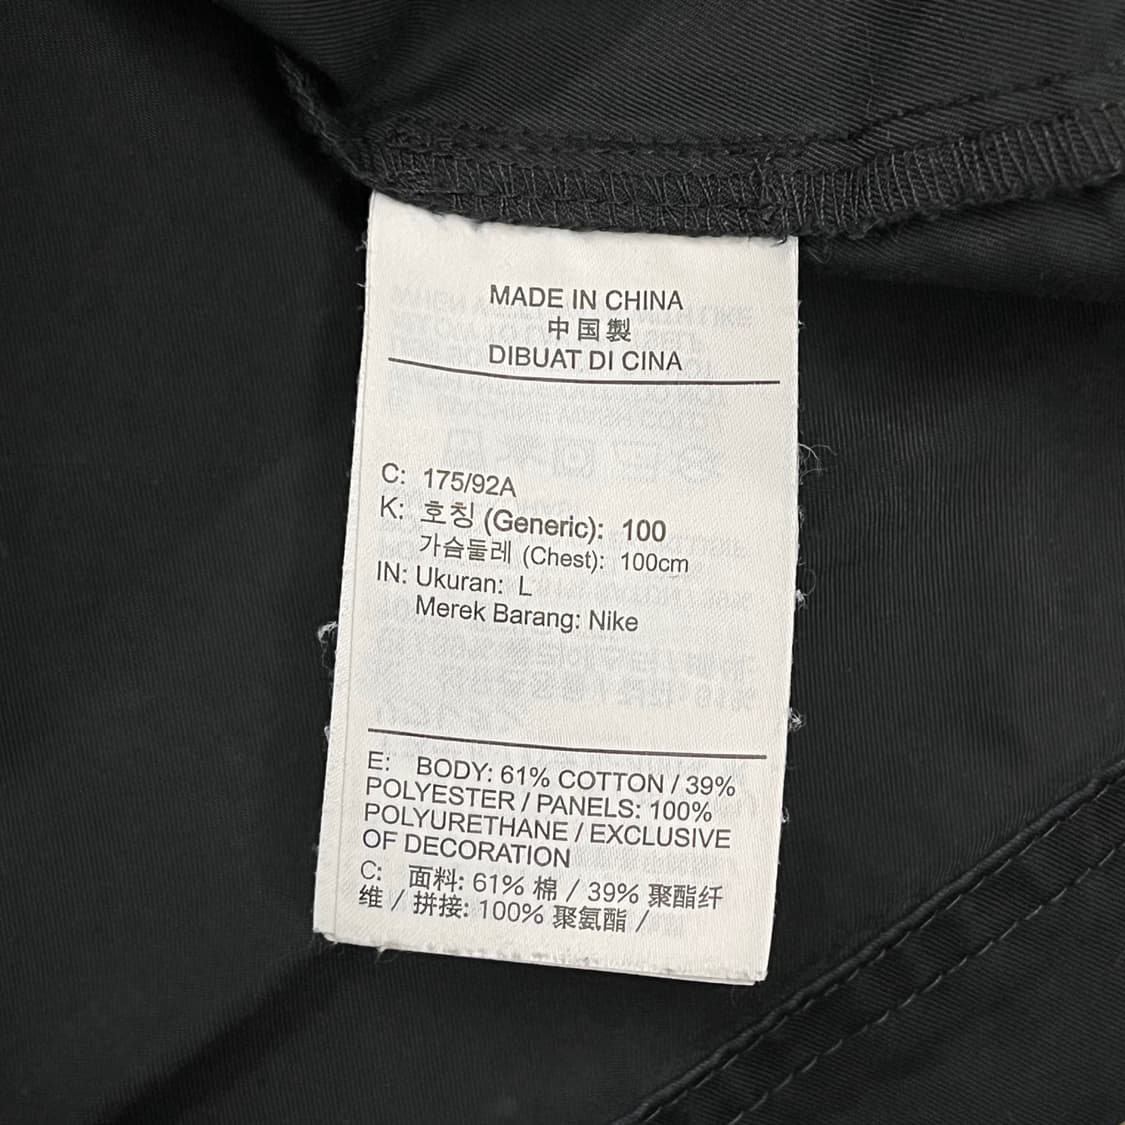 MADE IN CHINA
中国製
DIBUAT DI CINA
C: 175/92A
K: 호칭 (Generic): 100
가슴둘레 (Chest): 100cm
IN: Ukuran: L
Merek Barang: Nike
E: BODY: 61% COTTON / 39%
POLYESTER / PANELS: 100%
POLYURETHANE / EXCLUSIVE
OF DECORATION
C: 面料: 61% 棉 / 39% 聚酯纤
维 / 拼接: 100% 聚氨酯 /